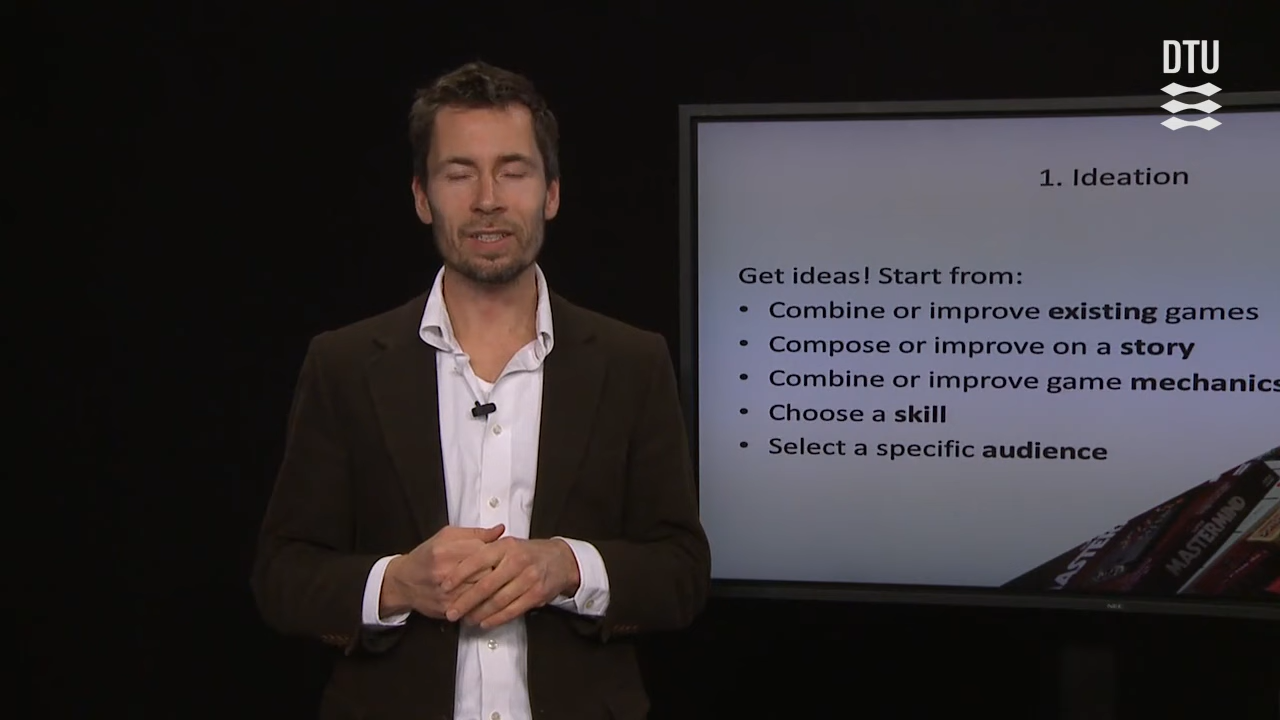 DTU
1. Ideation
Get ideas! Start from:
• Combine or improve existing games
• Compose or improve on a story
• Combine or improve game mechanics
• Choose a skill
• Select a specific audience
MASTERMIND
NEC